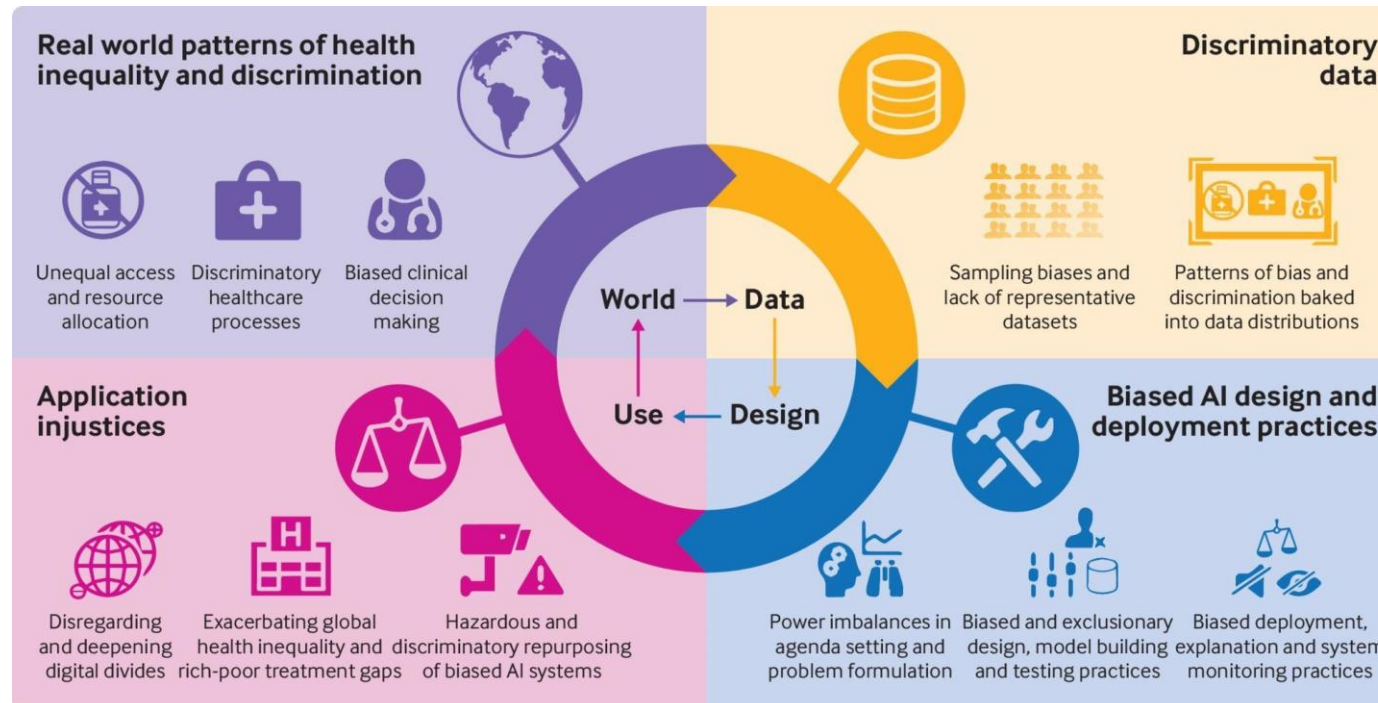 Real world patterns of health
inequality and discrimination
Unequal access
and resource
allocation
Discriminatory
healthcare
processes
Biased clinical
decision
making
Discriminatory
data
Sampling biases and
lack of representative
datasets
Patterns of bias and
discrimination baked
into data distributions
World
Data
Use
Design
Application
injustices
H
Disregarding
and deepening
digital divides
Exacerbating global
health inequality and
rich-poor treatment gaps
Hazardous and
discriminatory repurposing
of biased AI systems
Biased AI design and
deployment practices
Power imbalances in
agenda setting and
problem formulation
Biased and exclusionary
design, model building
and testing practices
Biased deployment,
explanation and system
monitoring practices